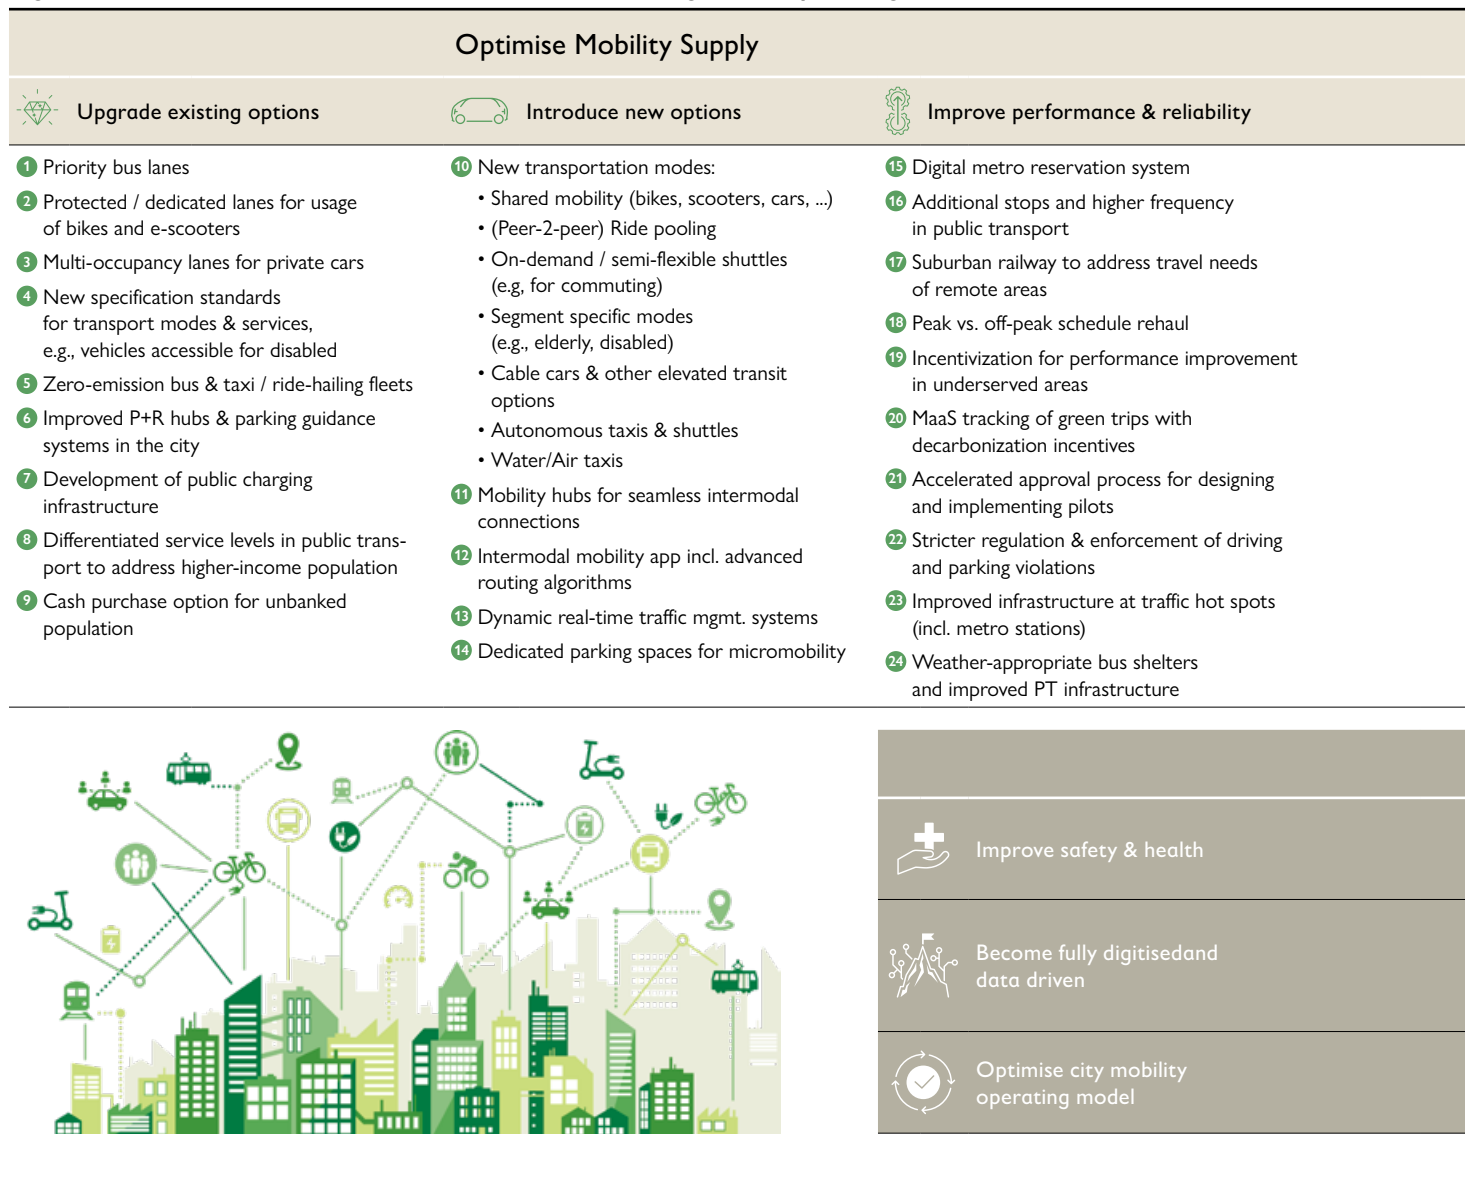 Optimise Mobility Supply
Upgrade existing options
1 Priority bus lanes
2 Protected / dedicated lanes for usage
of bikes and e-scooters
3 Multi-occupancy lanes for private cars
4 New specification standards
for transport modes & services,
e.g., vehicles accessible for disabled
5 Zero-emission bus & taxi / ride-hailing fleets
6 Improved P+R hubs & parking guidance
systems in the city
7 Development of public charging
infrastructure
8 Differentiated service levels in public trans-
port to address higher-income population
9 Cash purchase option for unbanked
population
Introduce new options
10 New transportation modes:
• Shared mobility (bikes, scooters, cars, ...)
• (Peer-2-peer) Ride pooling
• On-demand / semi-flexible shuttles
(e.g, for commuting)
• Segment specific modes
(e.g., elderly, disabled)
• Cable cars & other elevated transit
options
• Autonomous taxis & shuttles
• Water/Air taxis
11 Mobility hubs for seamless intermodal
connections
12 Intermodal mobility app incl. advanced
routing algorithms
13 Dynamic real-time traffic mgmt. systems
14 Dedicated parking spaces for micromobility
Improve performance & reliability
15 Digital metro reservation system
16 Additional stops and higher frequency
in public transport
17 Suburban railway to address travel needs
of remote areas
18 Peak vs. off-peak schedule rehaul
19 Incentivization for performance improvement
in underserved areas
20 MaaS tracking of green trips with
decarbonization incentives
21 Accelerated approval process for designing
and implementing pilots
22 Stricter regulation & enforcement of driving
and parking violations
23 Improved infrastructure at traffic hot spots
(incl. metro stations)
24 Weather-appropriate bus shelters
and improved PT infrastructure
Improve safety & health
Become fully digitisedand
data driven
Optimise city mobility
operating model